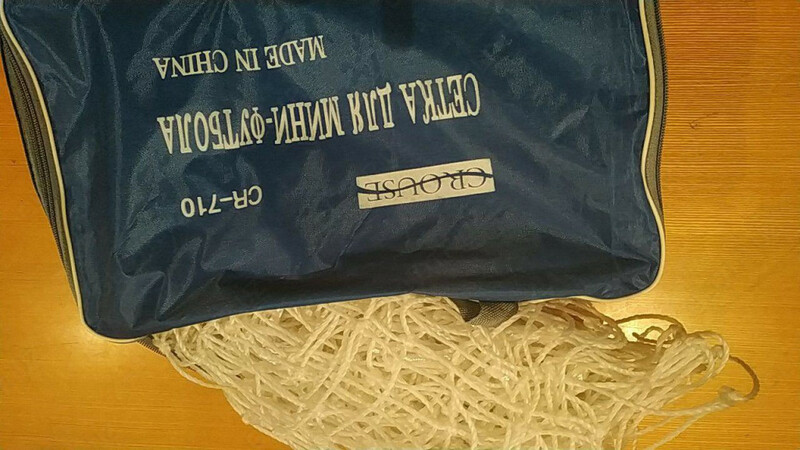 CROUSE
CR-710
СЕТКА ДЛЯ МИНИ-ФУТБОЛА
MADE IN CHINA